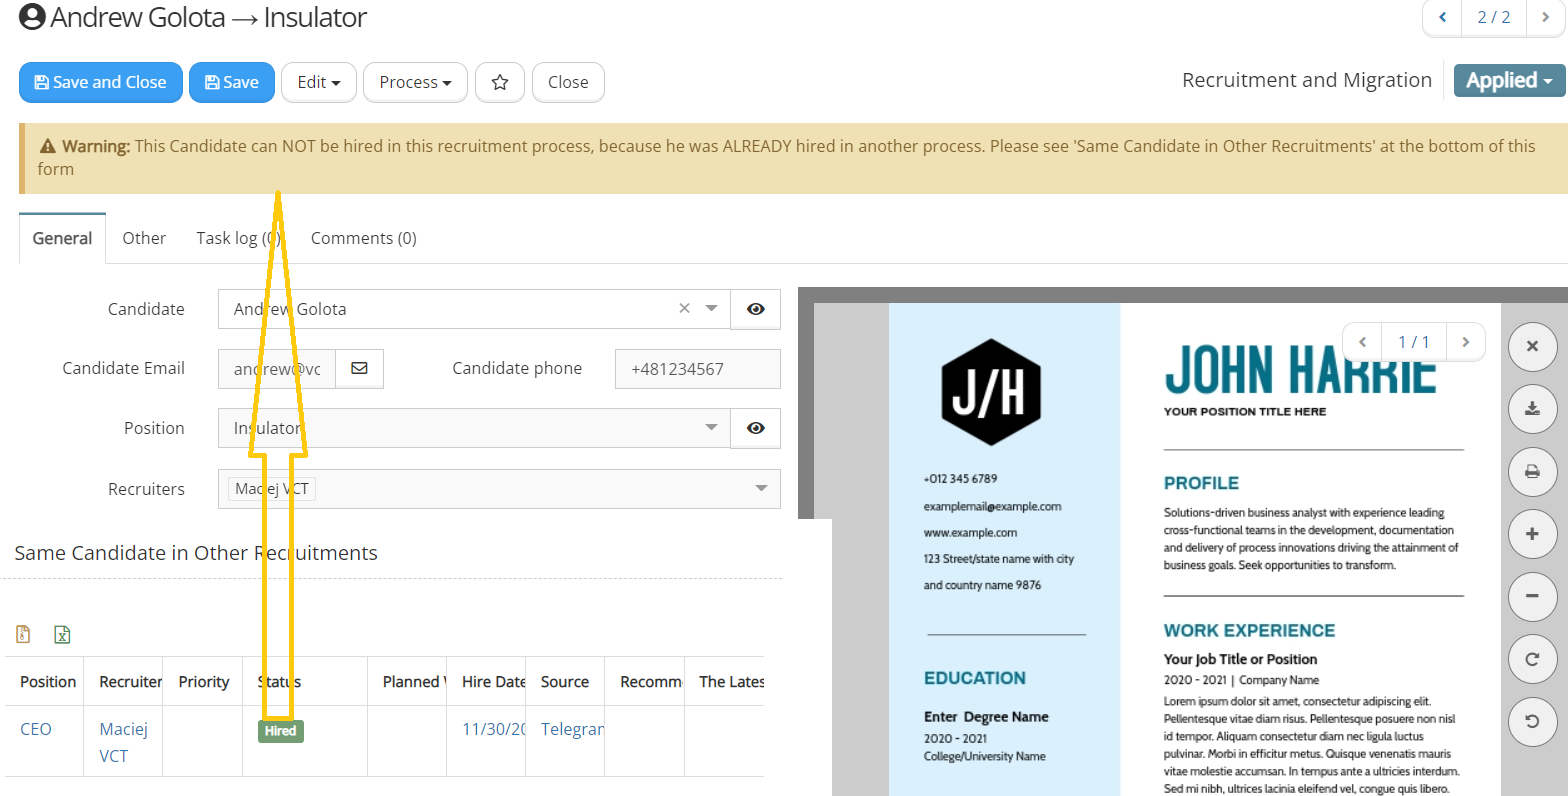 Andrew Golota → Insulator
2 / 2
Save and Close
Save
Edit
Process
Close
Recruitment and Migration
Applied
Warning: This Candidate can NOT be hired in this recruitment process, because he was ALREADY hired in another process. Please see 'Same Candidate in Other Recruitments' at the bottom of this
form
General
Other
Task log (0)
Comments (0)
Candidate
Andrew Golota
Candidate Email
andrew@vc
Candidate phone
+481234567
Position
Insulator
Recruiters
Maciej VCT
Same Candidate in Other Recruitments
Position
Recruiter
Priority
Status
Planned
Hire Date
Source
Recomm
The Lates
CEO
Maciej
VCT
Hired
11/30/20
Telegran
1 / 1
J/H
+012 345 6789
examplemail@example.com
www.example.com
123 Street/state name with city
and country name 9876
EDUCATION
Enter Degree Name
2020 - 2021
College/University Name
JOHN HARRIE
YOUR POSITION TITLE HERE
PROFILE
Solutions-driven business analyst with experience leading
cross-functional teams in the development, documentation
and delivery of process innovations driving the attainment of
business goals. Seek opportunities to transform.
WORK EXPERIENCE
Your Job Title or Position
2020 - 2021 | Company Name
Lorem ipsum dolor sit amet, consectetur adipiscing elit.
Pellentesque vitae diam risus. Pellentesque posuere non nisl
id tempor. Aliquam consectetur diam nec ligula luctus
pulvinar. Morbi in efficitur metus. Quisque venenatis mauris
vitae molestie accumsan. In tempus ante a ultricies interdum.
Sed mi nibh, ultrices lacinia eleifend vel, congue quis libero.